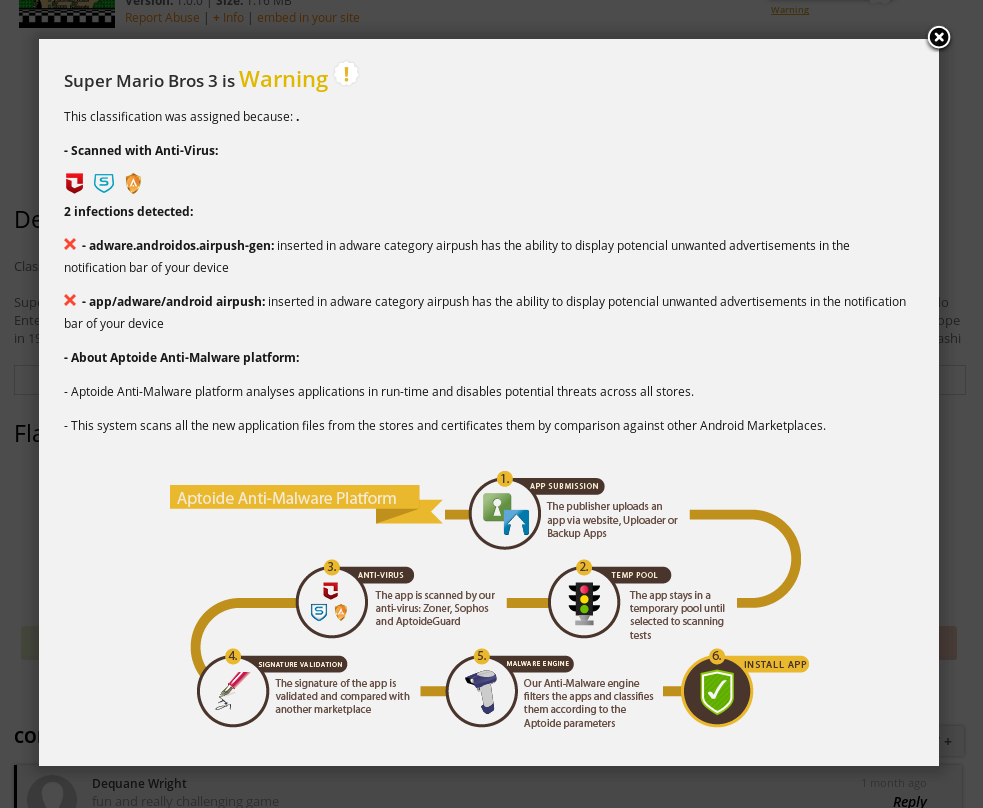 Version: 1.0.0 | Size: 1.16 MB
Report Abuse | + Info | embed in your site
Warning
Super Mario Bros 3 is Warning !
This classification was assigned because: .
- Scanned with Anti-Virus:
2 infections detected:
- adware.androidos.airpush-gen: inserted in adware category airpush has the ability to display potencial unwanted advertisements in the
notification bar of your device
- app/adware/android airpush: inserted in adware category airpush has the ability to display potencial unwanted advertisements in the notification
bar of your device
- About Aptoide Anti-Malware platform:
- Aptoide Anti-Malware platform analyses applications in run-time and disables potential threats across all stores.
- This system scans all the new application files from the stores and certificates them by comparison against other Android Marketplaces.
Aptoide Anti-Malware Platform
1.
APP SUBMISSION
The publisher uploads an
app via website, Uploader or
Backup Apps
3.
ANTI-VIRUS
The app is scanned by our
anti-virus: Zoner, Sophos
and AptoideGuard
2.
TEMP POOL
The app stays in a
temporary pool until
selected to scanning
tests
4.
SIGNATURE VALIDATION
The signature of the app is
validated and compared with
another marketplace
5.
MALWARE ENGINE
Our Anti-Malware engine
filters the apps and classifies
them according to the
Aptoide parameters
6.
INSTALL APP
Dequane Wright
1 month ago
fun and really challenging game
Reply